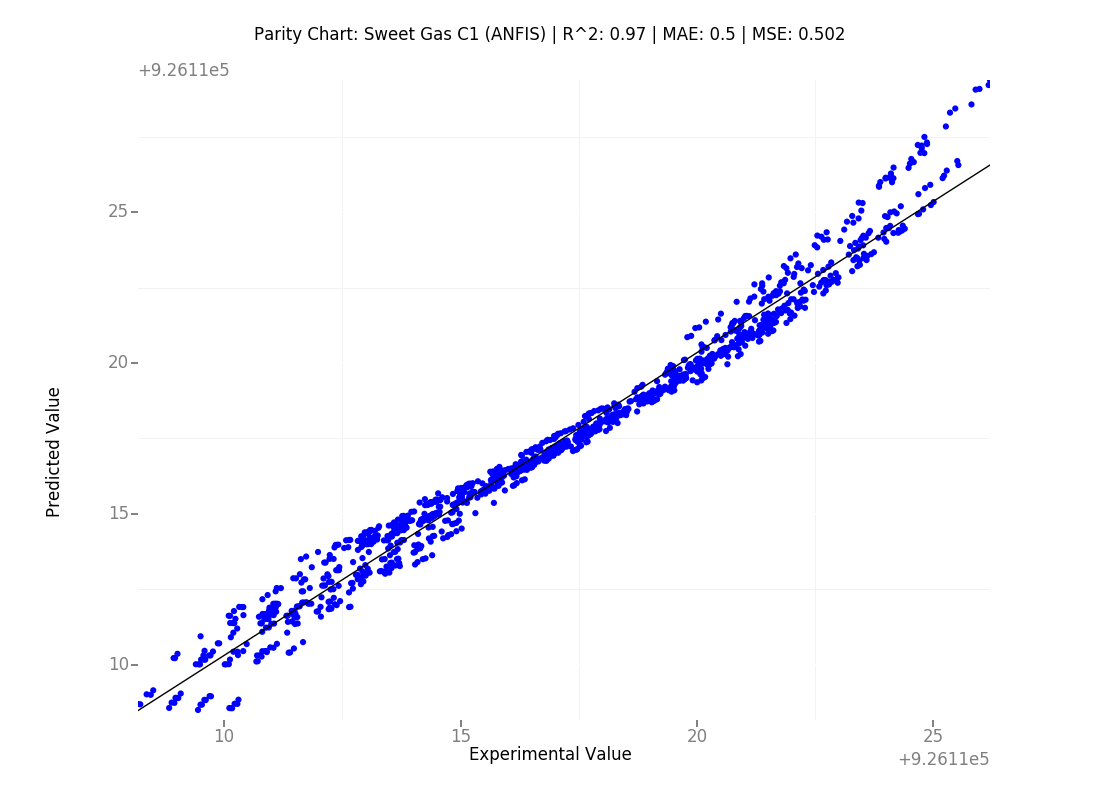 Parity Chart: Sweet Gas C1 (ANFIS) | R^2: 0.97 | MAE: 0.5 | MSE: 0.502
+9.2611e5
25
20
15
10
Predicted Value
10 15 20 25
Experimental Value
+9.2611e5